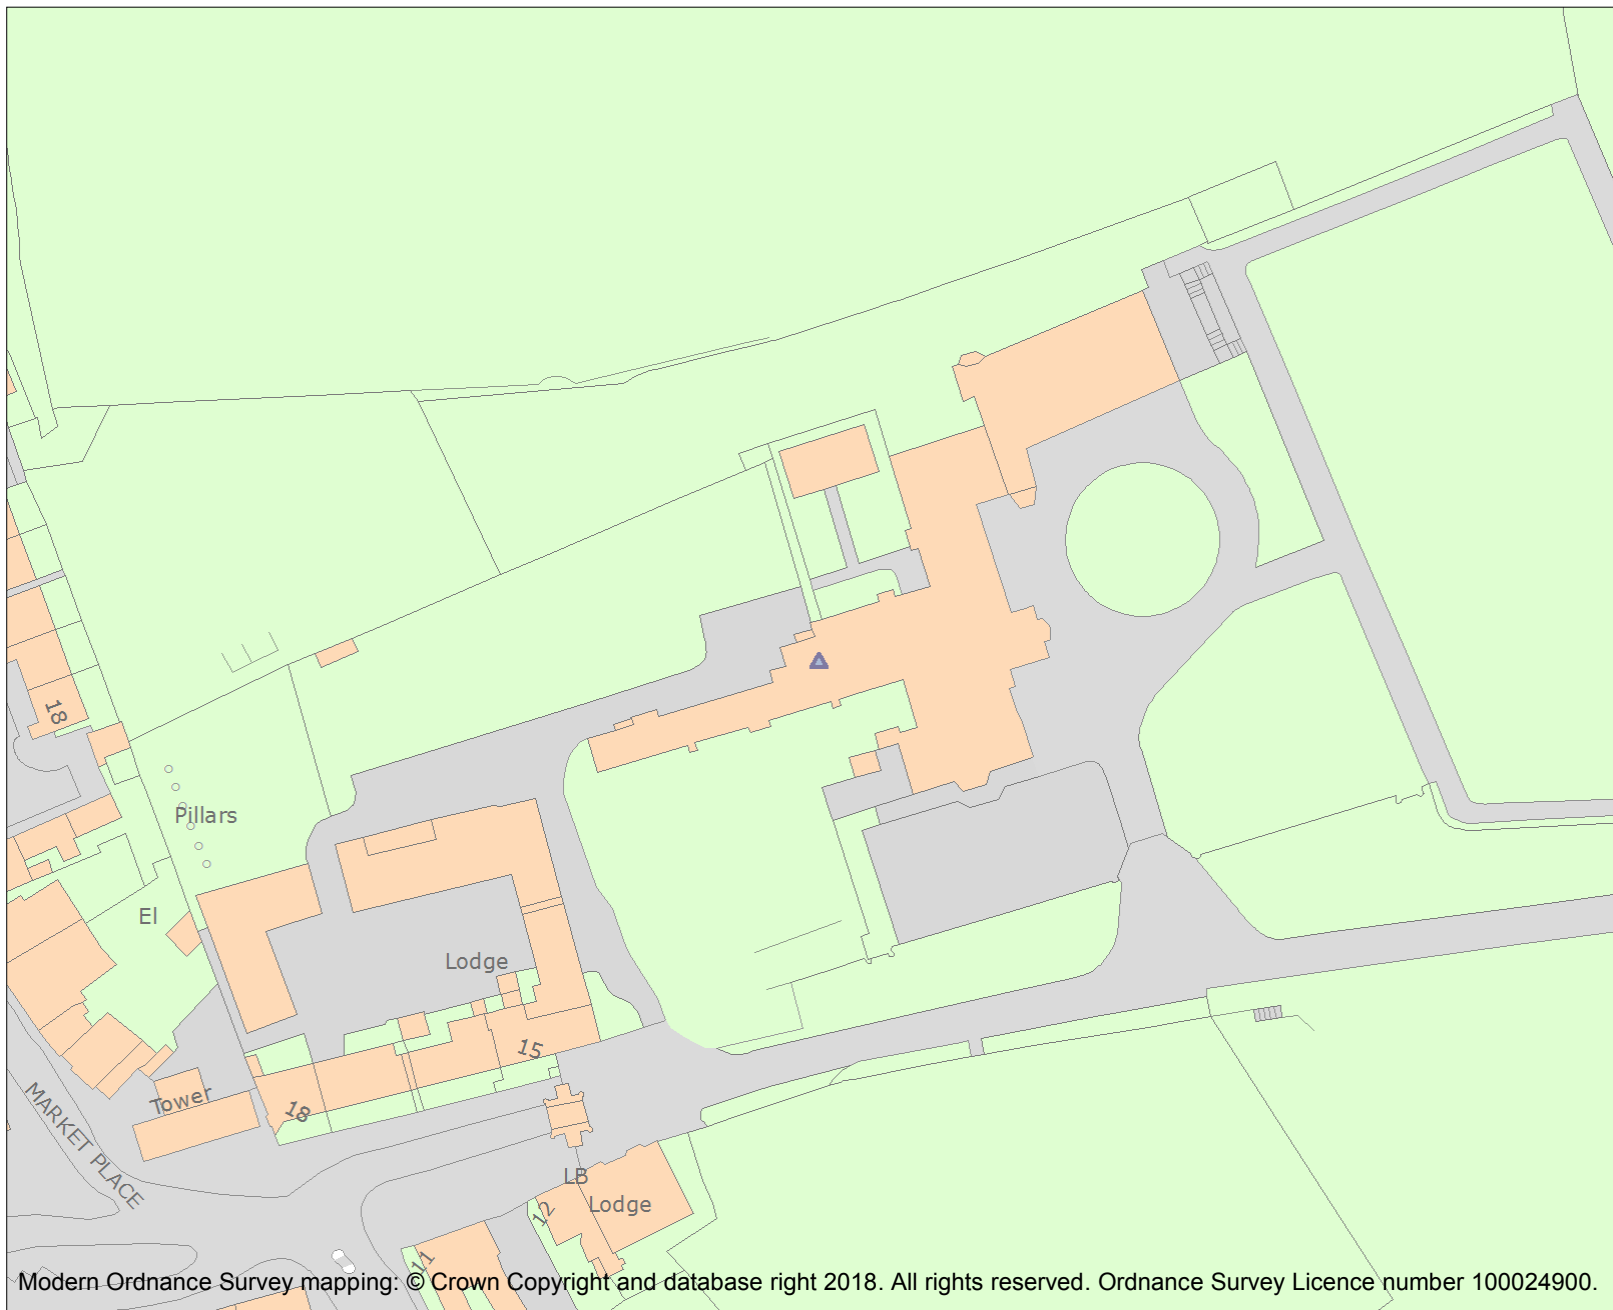 18
Pillars
El
Lodge
15
Tower
18
MARKET PLACE
LB
Lodge
12
11
Modern Ordnance Survey mapping: © Crown Copyright and database right 2018. All rights reserved. Ordnance Survey Licence number 100024900.